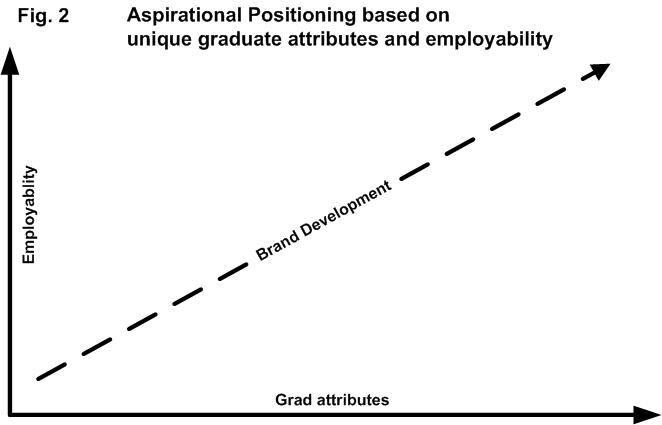 Fig. 2
Aspirational Positioning based on
unique graduate attributes and employability
Employablity
Brand Development
Grad attributes